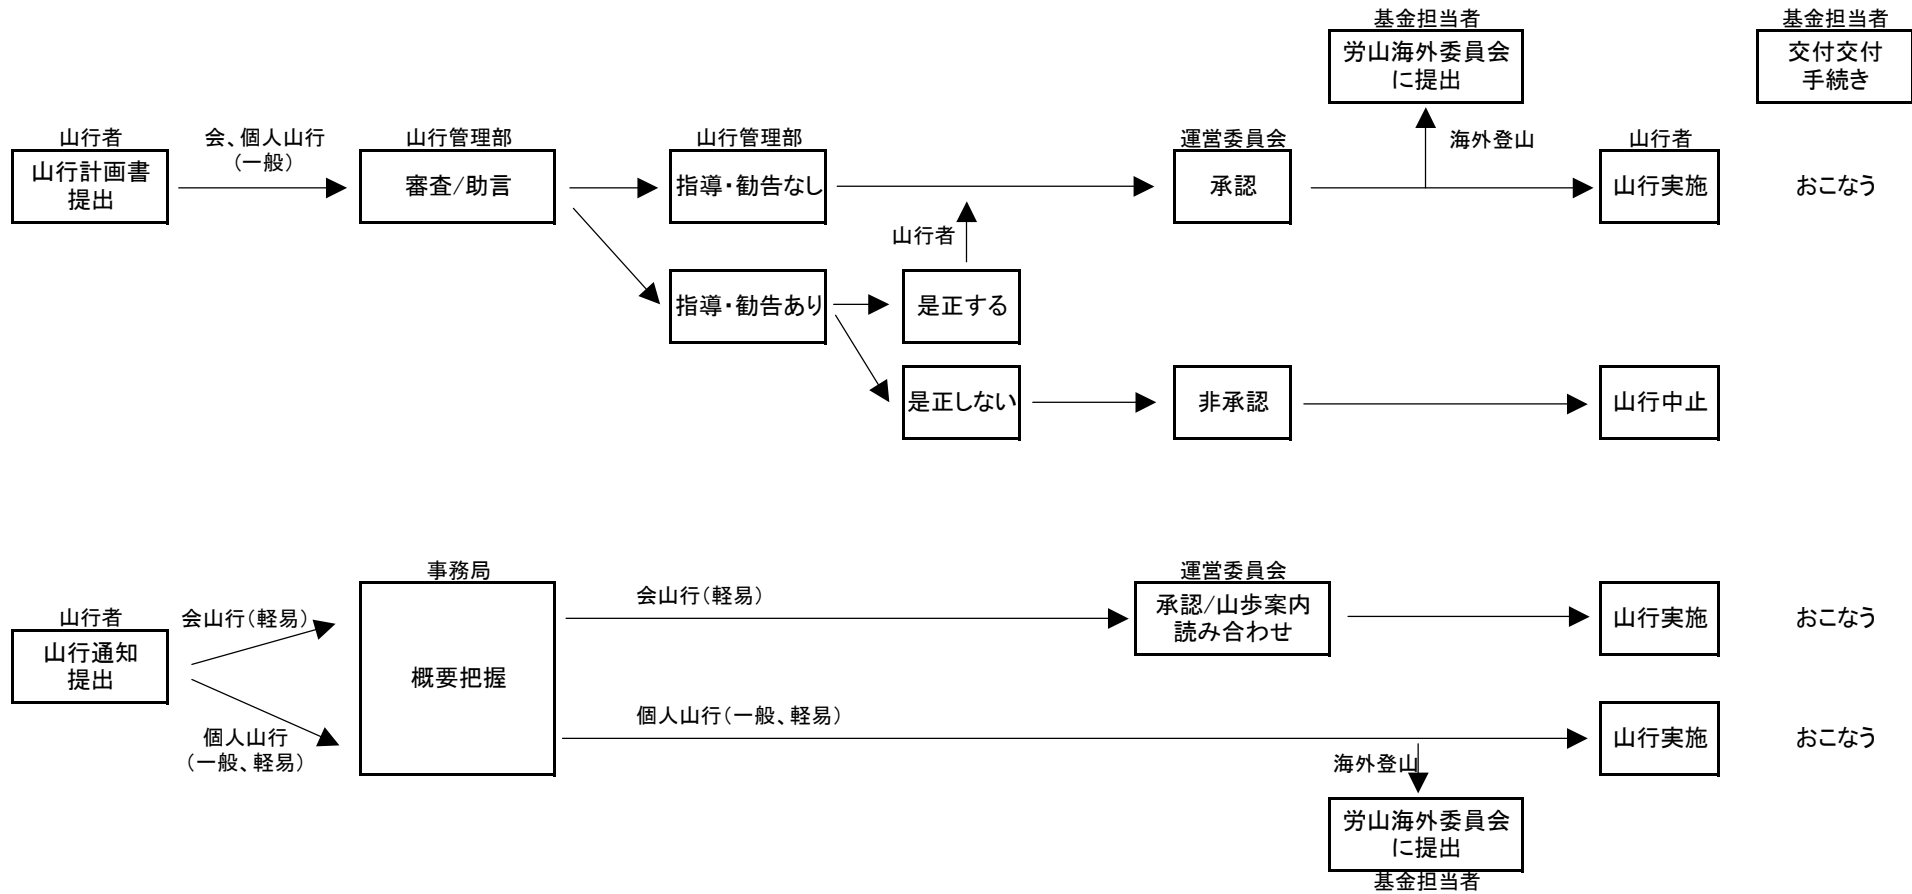 基金担当者
労山海外委員会
に提出
基金担当者
交付交付
手続き
山行者
山行計画書
提出
会、個人山行
(一般)
山行管理部
審査/助言
山行管理部
指導・勧告なし
運営委員会
承認
海外登山
山行者
山行実施
おこなう
山行者
指導・勧告あり
是正する
是正しない
非承認
山行中止
山行者
山行通知
提出
会山行(軽易)
個人山行
(一般、軽易)
事務局
概要把握
会山行(軽易)
運営委員会
承認/山歩案内
読み合わせ
山行実施
おこなう
個人山行(一般、軽易)
山行実施
おこなう
海外登山
労山海外委員会
に提出
基金担当者